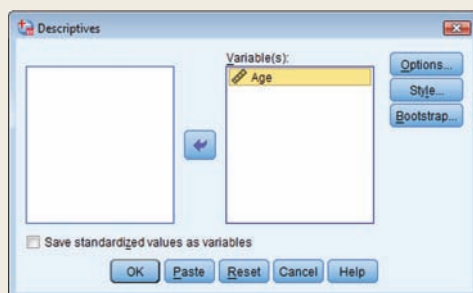 Descriptives
Variable(s):
Age
Options...
Style...
Bootstrap...
Save standardized values as variables
OK Paste Reset Cancel Help